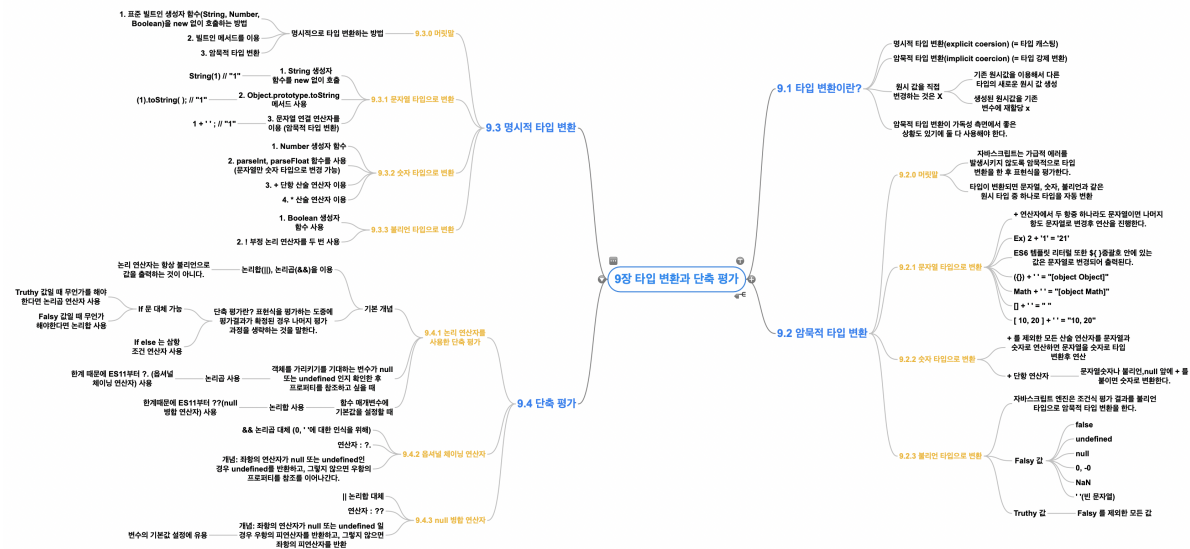 9장 타입 변환과 단축 평가
9.1 타입 변환이란?
명시적 타입 변환(explicit coersion) (= 타입 캐스팅)
암묵적 타입 변환(implicit coercion) (= 타입 강제 변환)
원시 값을 직접
변경하는 것은 X
기존 원시값을 이용해서 다른
타입의 새로운 원시 값 생성
생성된 원시값을 기존
변수에 재할당 x
암묵적 타입 변환이 가독성 측면에서 좋은
상황도 있기에 둘 다 사용해야 한다.
9.2 암묵적 타입 변환
9.2.0 머릿말
자바스크립트는 가급적 에러를
발생시키지 않도록 암묵적으로 타입
변환을 한 후 표현식을 평가한다.
타입이 변환되면 문자열, 숫자, 불리언과 같은
원시 타입 중 하나로 타입을 자동 변환
9.2.1 문자열 타입으로 변환
+ 연산자에서 두 항중 하나라도 문자열이면 나머지
항도 문자열로 변경후 연산을 진행한다.
Ex) 2 + '1' = '21'
ES6 템플릿 리터럴 또한 ${ }중괄호 안에 있는
값은 문자열로 변경되어 출력된다.
({}) + ' ' = "[object Object]"
Math + ' ' = "[object Math]"
[] + ' ' = " "
[ 10, 20 ] + ' ' = "10, 20"
9.2.2 숫자 타입으로 변환
+ 를 제외한 모든 산술 연산자를 문자열과
숫자로 연산하면 문자열을 숫자로 타입
변환후 연산
+ 단항 연산자
문자열숫자나 불리언,null 앞에 + 를
붙이면 숫자로 변환한다.
9.2.3 불리언 타입으로 변환
자바스크립트 엔진은 조건식 평가 결과를 불리언
타입으로 암묵적 타입 변환을 한다.
Falsy 값
false
undefined
null
0, -0
NaN
' '(빈 문자열)
Truthy 값
Falsy 를 제외한 모든 값
9.3 명시적 타입 변환
9.3.0 머릿말
명시적으로 타입 변환하는 방법
1. 표준 빌트인 생성자 함수(String, Number,
Boolean)을 new 없이 호출하는 방법
2. 빌트인 메서드를 이용
3. 암묵적 타입 변환
9.3.1 문자열 타입으로 변환
1. String 생성자
함수를 new 없이 호출
String(1) // "1"
2. Object.prototype.toString
메서드 사용
(1).toString( ); // "1"
3. 문자열 연결 연산자를
이용 (암묵적 타입 변환)
1 + ' ' ; // "1"
9.3.2 숫자 타입으로 변환
1. Number 생성자 함수
2. parseInt, parseFloat 함수를 사용
(문자열만 숫자 타입으로 변경 가능)
3. + 단항 산술 연산자 이용
4. * 산술 연산자 이용
9.3.3 불리언 타입으로 변환
1. Boolean 생성자
함수 사용
2. ! 부정 논리 연산자를 두 번 사용
9.4 단축 평가
9.4.1 논리 연산자를
사용한 단축 평가
기본 개념
논리합(||), 논리곱(&&)을 이용
논리 연산자는 항상 불리언으로
값을 출력하는 것이 아니다.
단축 평가란? 표현식을 평가하는 도중에
평가결과가 확정된 경우 나머지 평가
과정을 생략하는 것을 말한다.
If 문 대체 가능
Truthy 값일 때 무언가를 해야
한다면 논리곱 연산자 사용
Falsy 값일 때 무언가
해야한다면 논리합 사용
If else 는 삼항
조건 연산자 사용
객체를 가리키기를 기대하는 변수가 null
또는 undefined 인지 확인한 후
프로퍼티를 참조하고 싶을 때
논리곱 사용
한계 때문에 ES11부터 ?. (옵셔널
체이닝 연산자) 사용
함수 매개변수에
기본값을 설정할 때
논리합 사용
한계때문에 ES11부터 ??(null
병합 연산자) 사용
9.4.2 옵셔널 체이닝 연산자
&& 논리곱 대체 (0, ' '에 대한 인식을 위해)
연산자 : ?.
개념: 좌항의 연산자가 null 또는 undefined인
경우 undefined를 반환하고, 그렇지 않으면 우항의
프로퍼티를 참조를 이어나간다.
9.4.3 null 병합 연산자
|| 논리합 대체
연산자 : ??
개념: 좌항의 연산자가 null 또는 undefined 일
경우 우항의 피연산자를 반환하고, 그렇지 않으면
좌항의 피연산자를 반환
변수의 기본값 설정에 유용